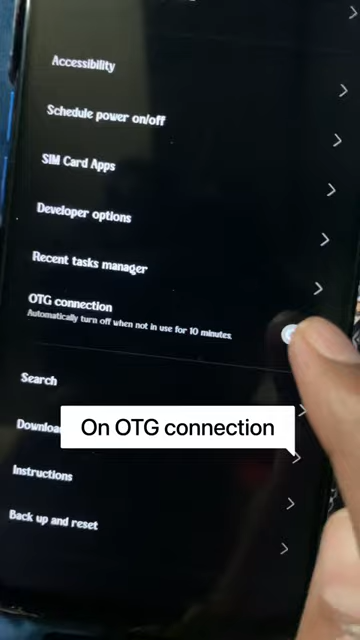 Accessibility
Schedule power on/off
SIM Card Apps
Developer options
Recent tasks manager
OTG connection
Automatically turn off when not in use for 10 minutes.
Search
On OTG connection
Instructions
Back up and reset